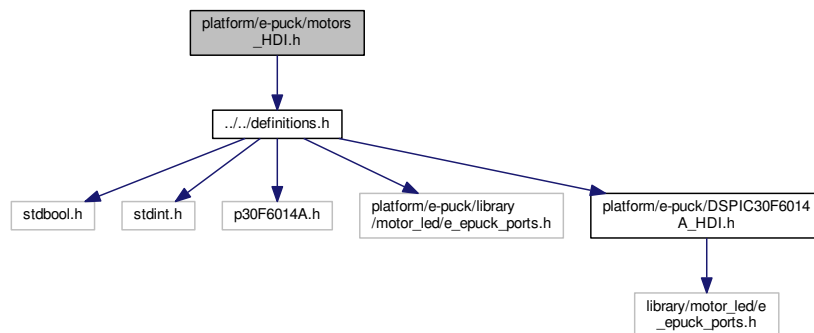 platform/e-puck/motors
_HDI.h
../../definitions.h
stdbool.h
stdint.h
p30F6014A.h
platform/e-puck/library
/motor_led/e_epuck_ports.h
platform/e-puck/DSPIC30F6014
A_HDI.h
library/motor_led/e
_epuck_ports.h